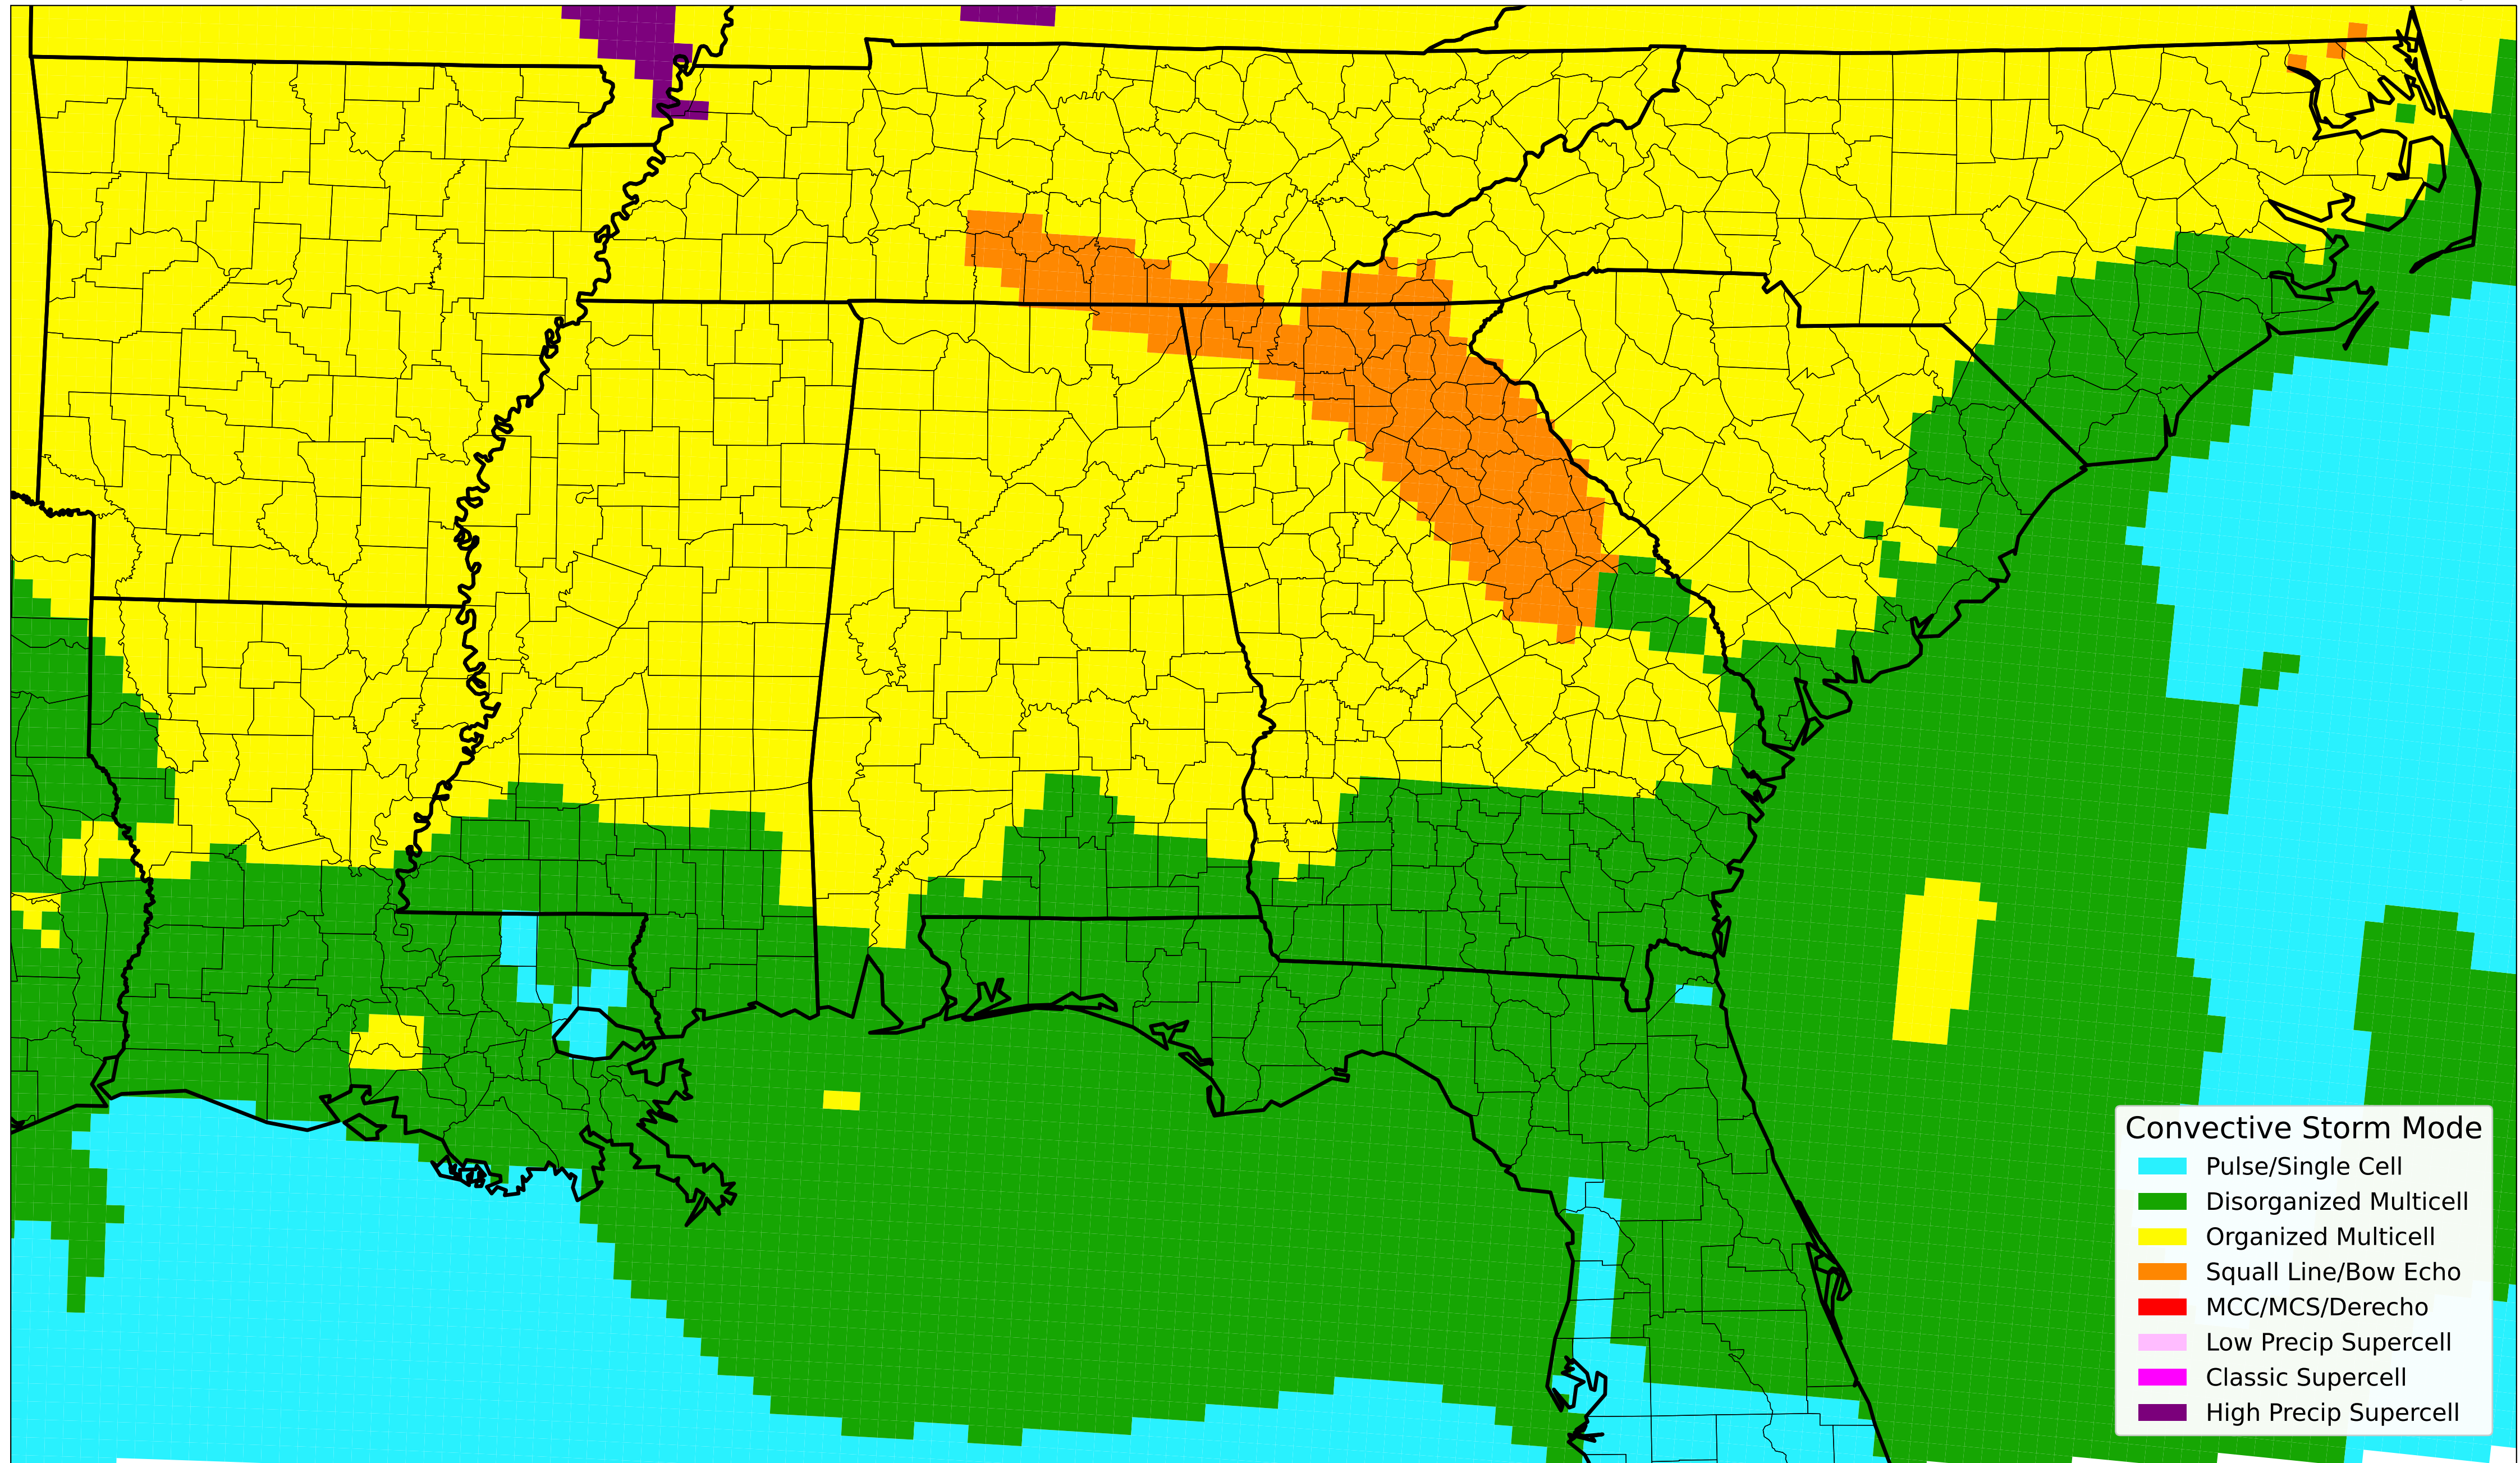 Convective Storm Mode
Pulse/Single Cell
Disorganized Multicell
Organized Multicell
Squall Line/Bow Echo
MCC/MCS/Derecho
Low Precip Supercell
Classic Supercell
High Precip Supercell